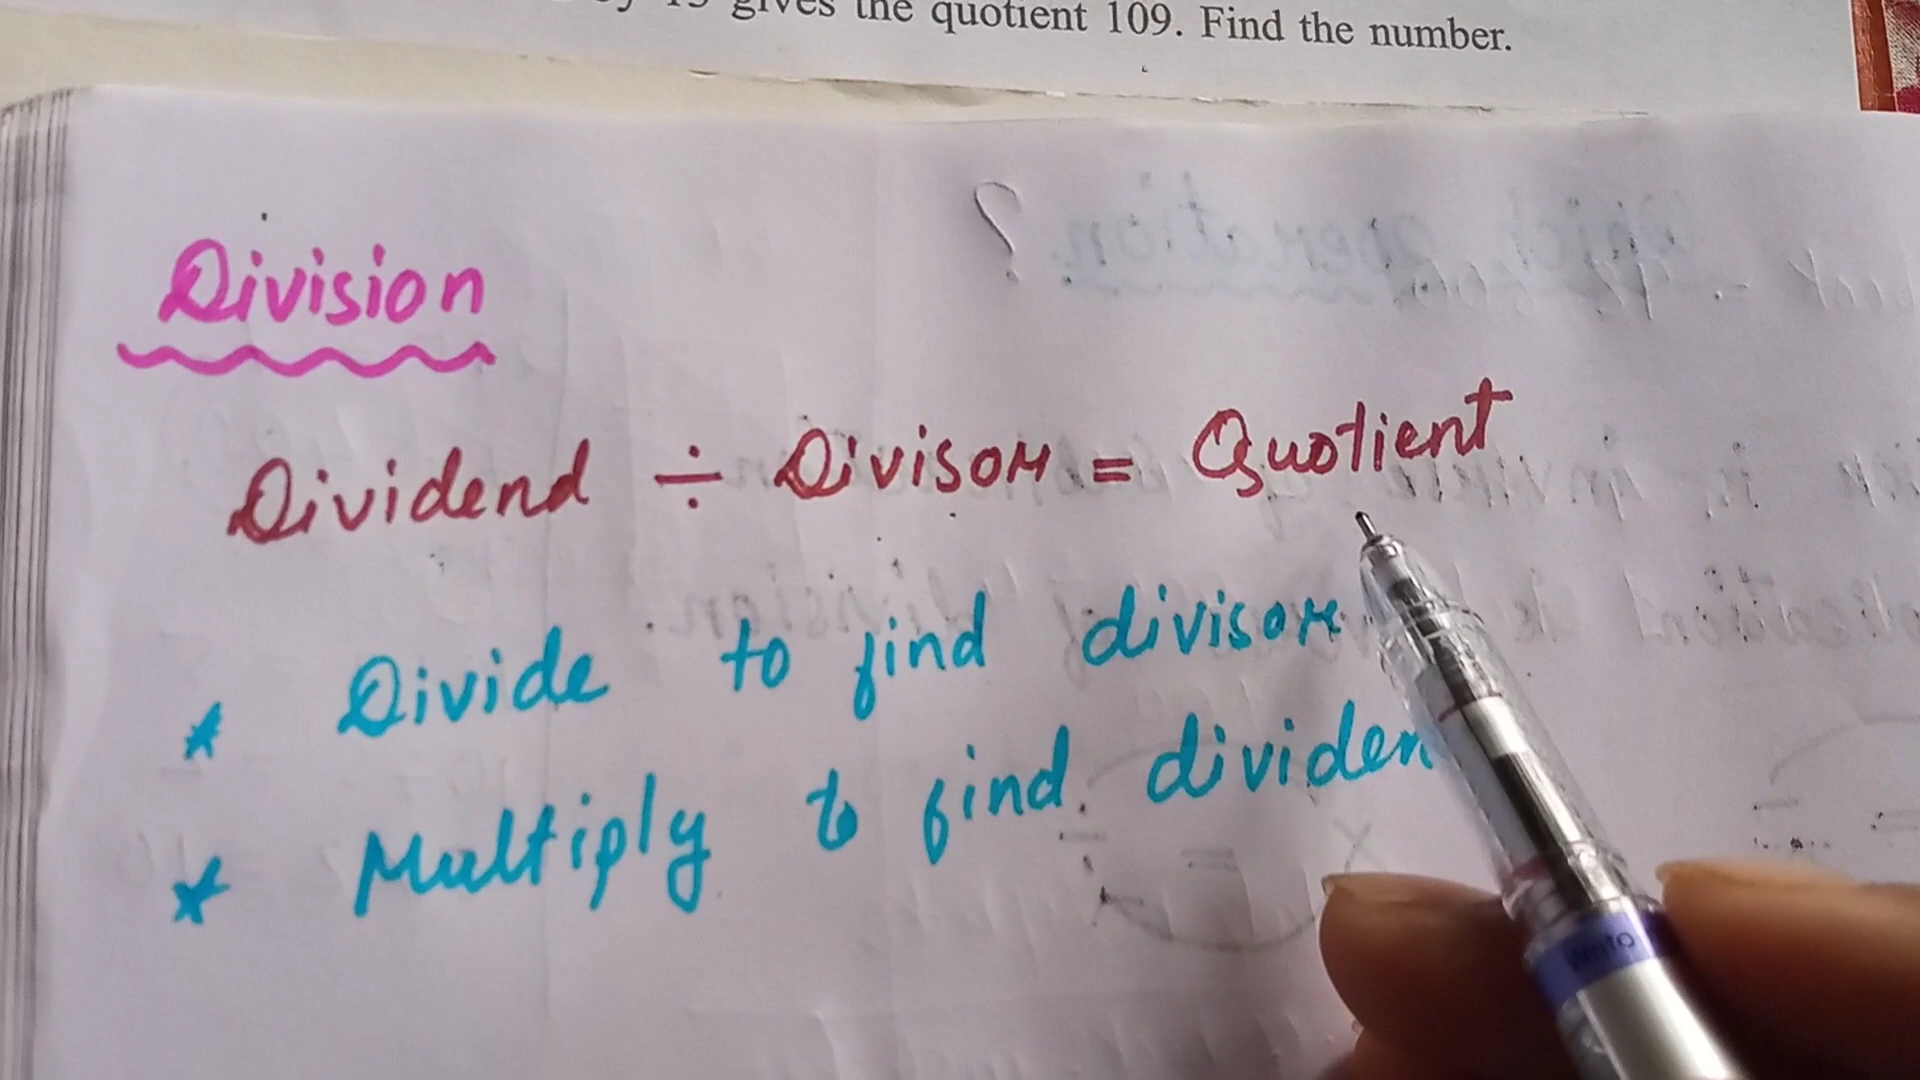 gives the quotient 109. Find the number.
Division
Dividend ÷ Divisor = Quotient
* Divide to find divisor
* Multiply to find dividen